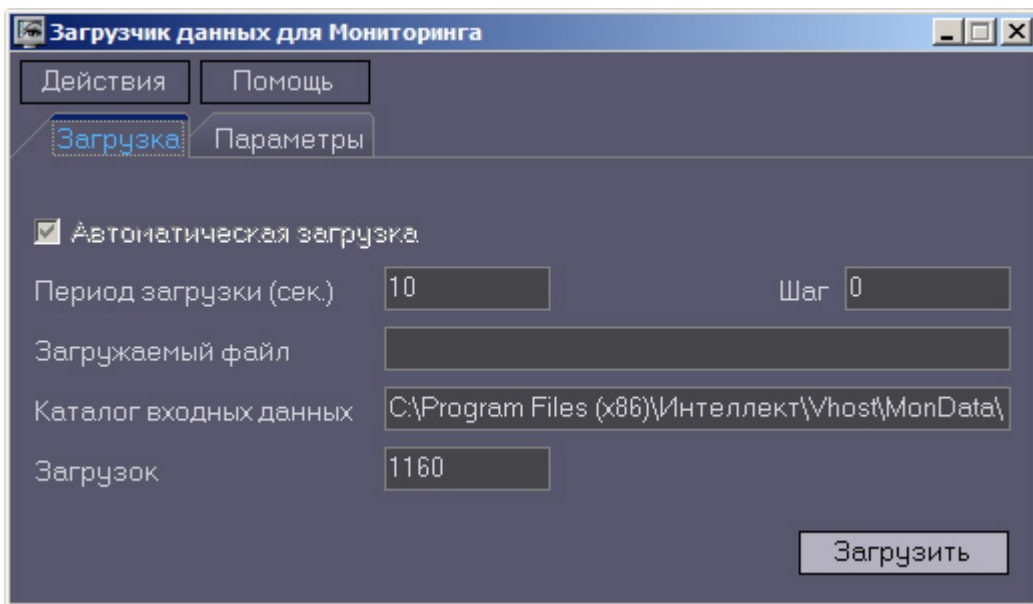 Загрузчик данных для Мониторинга
Действия Помощь
Загрузка Параметры
Автоматическая загрузка
Период загрузки (сек.) 10 Шаг 0
Загружаемый файл
Каталог входных данных C:\Program Files (x86)\Интеллект\Vhost\MonData\
Загрузок 1160
Загрузить